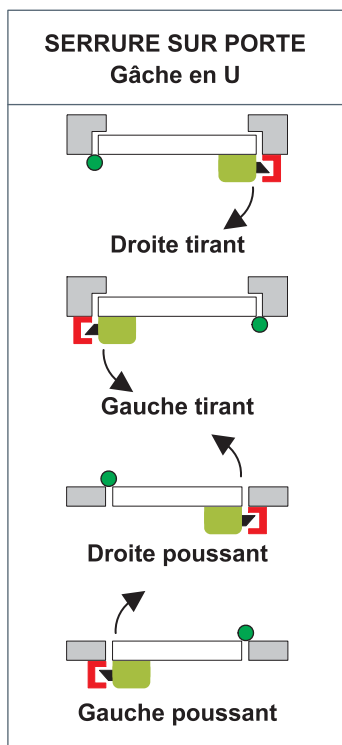 SERRURE SUR PORTE
Gâche en U
Droite tirant
Gauche tirant
Droite poussant
Gauche poussant